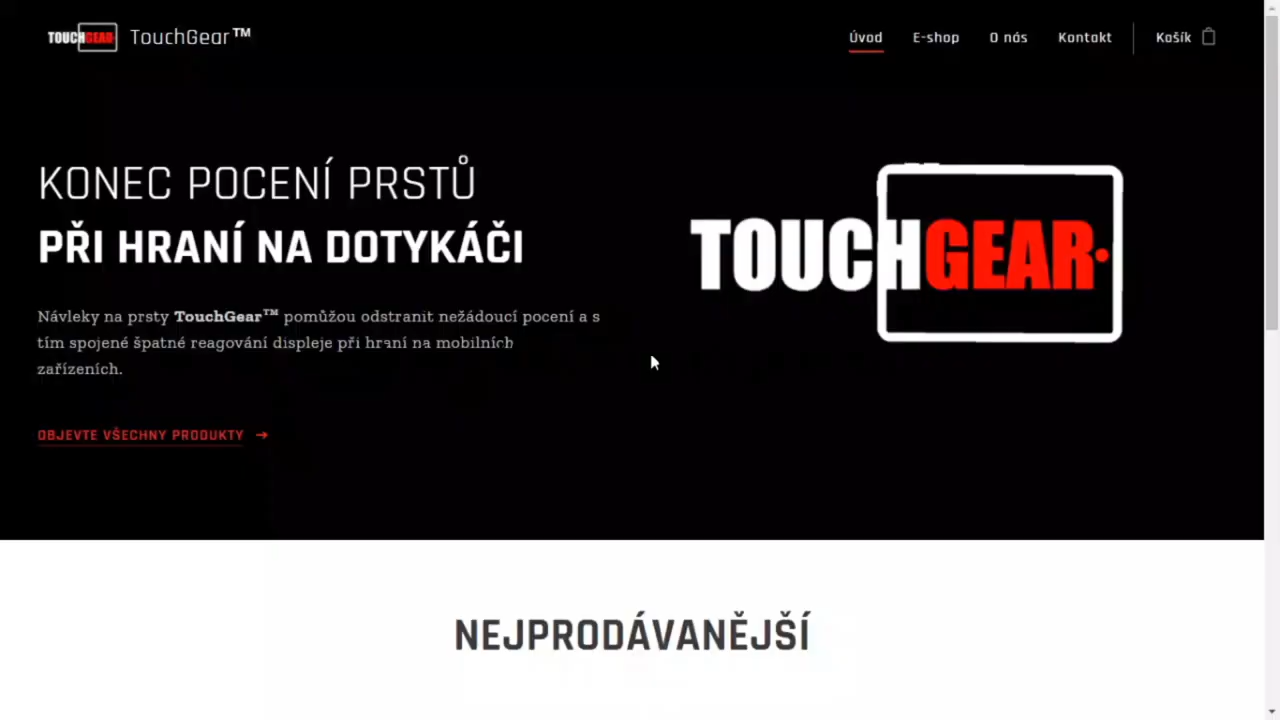 TOUCHGEAR TouchGear™
Úvod E-shop O nás Kontakt Košík
KONEC POCENÍ PRSTŮ
PŘI HRANÍ NA DOTYKÁČI
TOUCHGEAR
Návleky na prsty TouchGear™ pomůžou odstranit nežádoucí pocení a s
tím spojené špatné reagování displeje při hraní na mobilních
zařízeních.
OBJEVTE VŠECHNY PRODUKTY →
NEJPRODÁVANĚJŠÍ